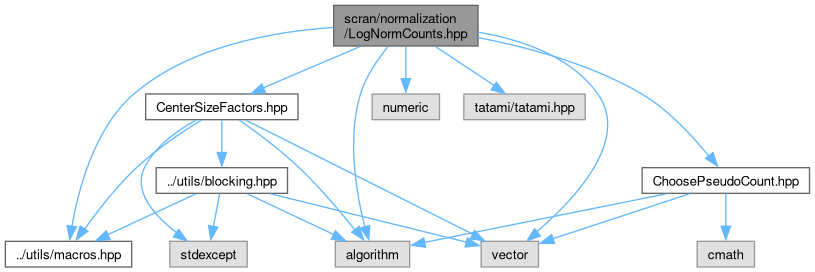 scran/normalization
/LogNormCounts.hpp
CenterSizeFactors.hpp
numeric
tatami/tatami.hpp
../utils/blocking.hpp
ChoosePseudoCount.hpp
../utils/macros.hpp
stdexcept
algorithm
vector
cmath